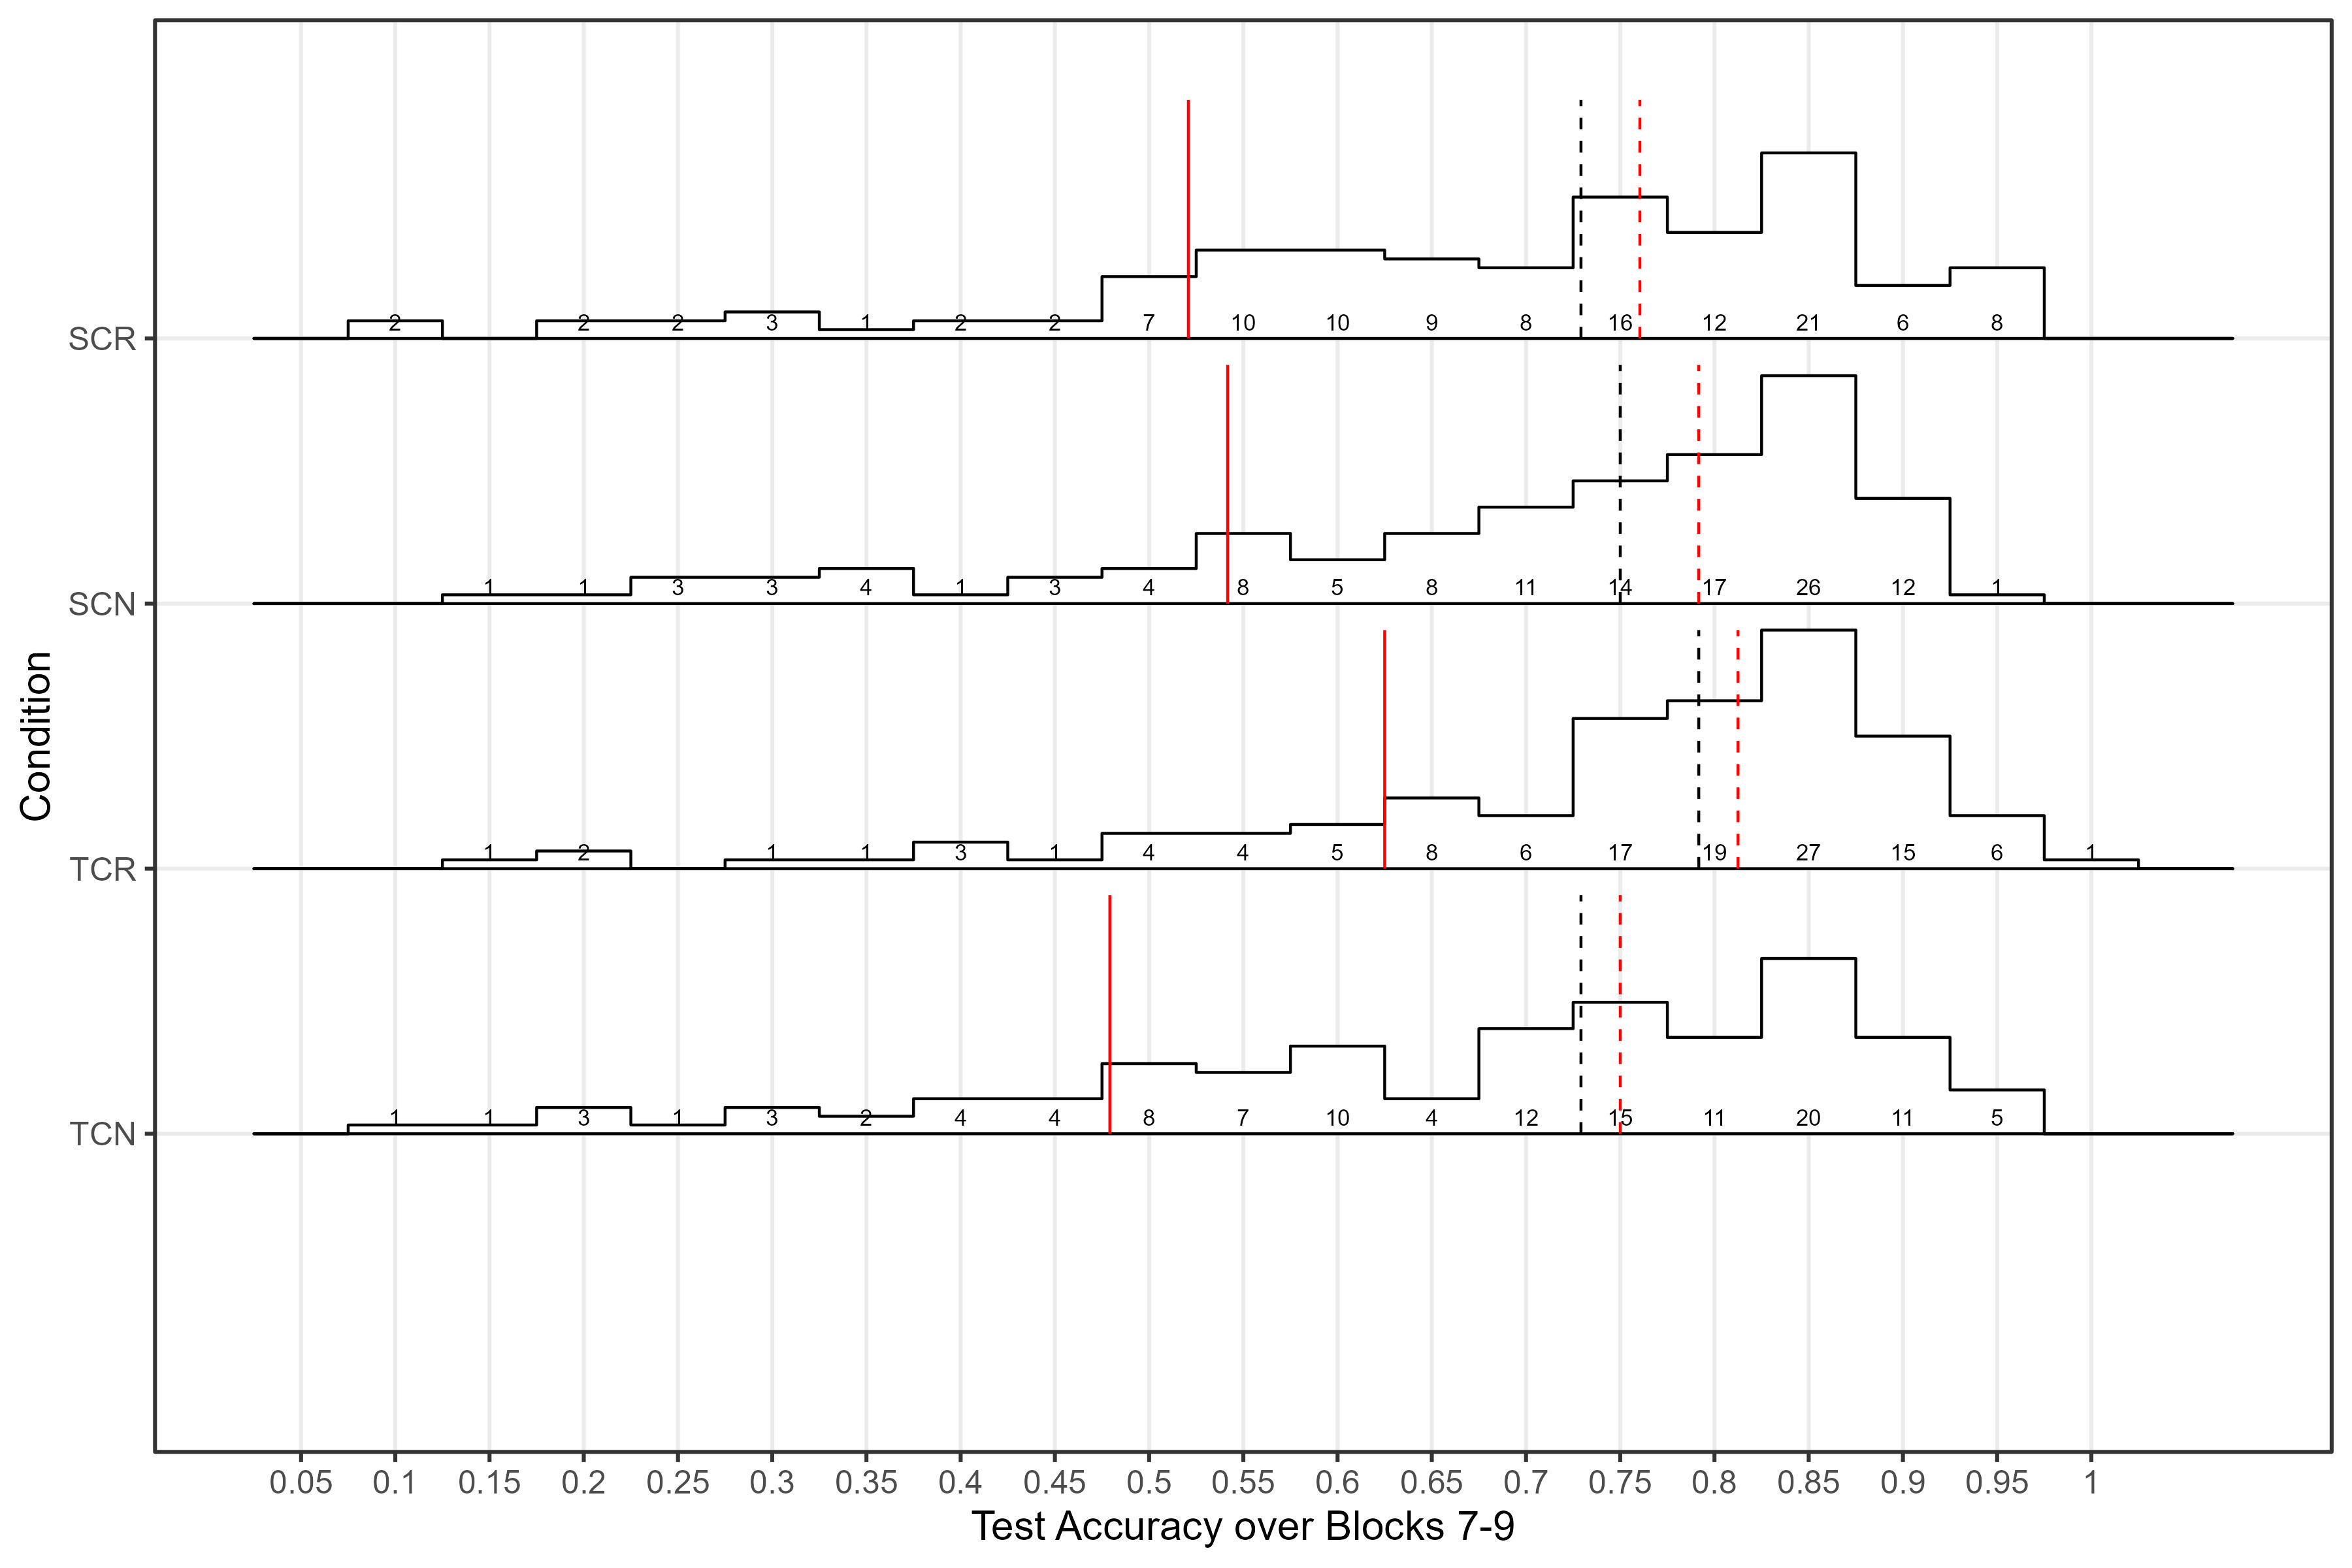 SCR
2 2 2 3 1 2 2 7 10 10 9 8 16 12 21 6 8
SCN
1 1 3 3 4 1 3 4 8 5 8 11 14 17 26 12 1
TCR
1 2 1 1 3 1 4 4 5 8 6 17 19 27 15 6 1
TCN
1 1 3 1 3 2 4 4 8 7 10 4 12 15 11 20 11 5
Condition
0.05 0.1 0.15 0.2 0.25 0.3 0.35 0.4 0.45 0.5 0.55 0.6 0.65 0.7 0.75 0.8 0.85 0.9 0.95 1
Test Accuracy over Blocks 7-9